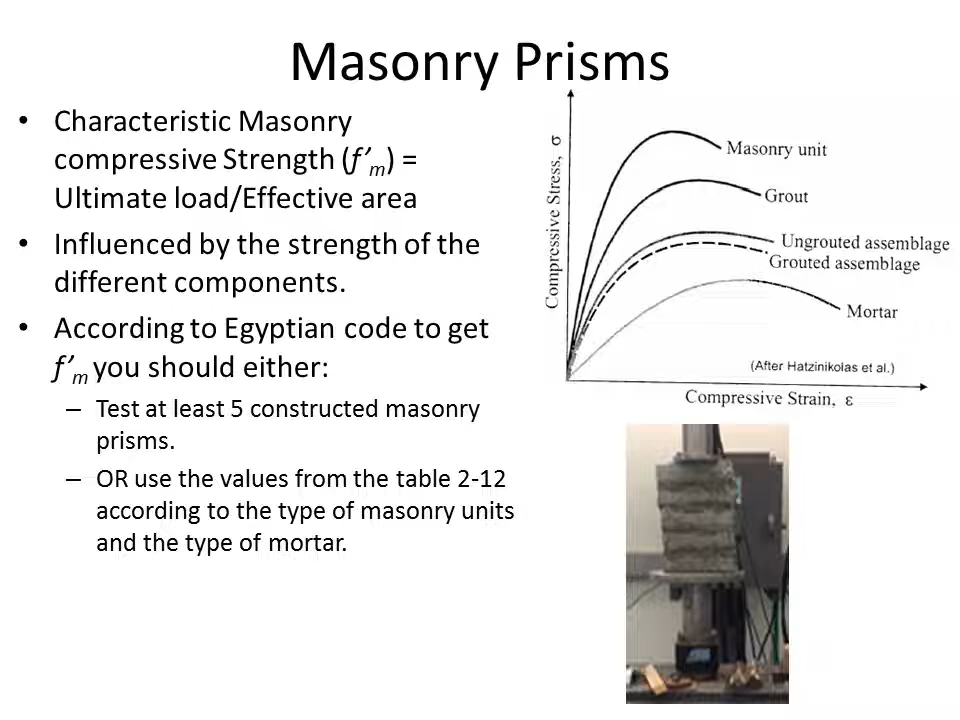 Masonry Prisms
• Characteristic Masonry
compressive Strength (f’m) =
Ultimate load/Effective area
• Influenced by the strength of the
different components.
• According to Egyptian code to get
f’m you should either:
– Test at least 5 constructed masonry
prisms.
– OR use the values from the table 2-12
according to the type of masonry units
and the type of mortar.
Compressive Stress, σ
Masonry unit
Grout
Ungrouted assemblage
Grouted assemblage
Mortar
(After Hatzinikolas et al.)
Compressive Strain, ε